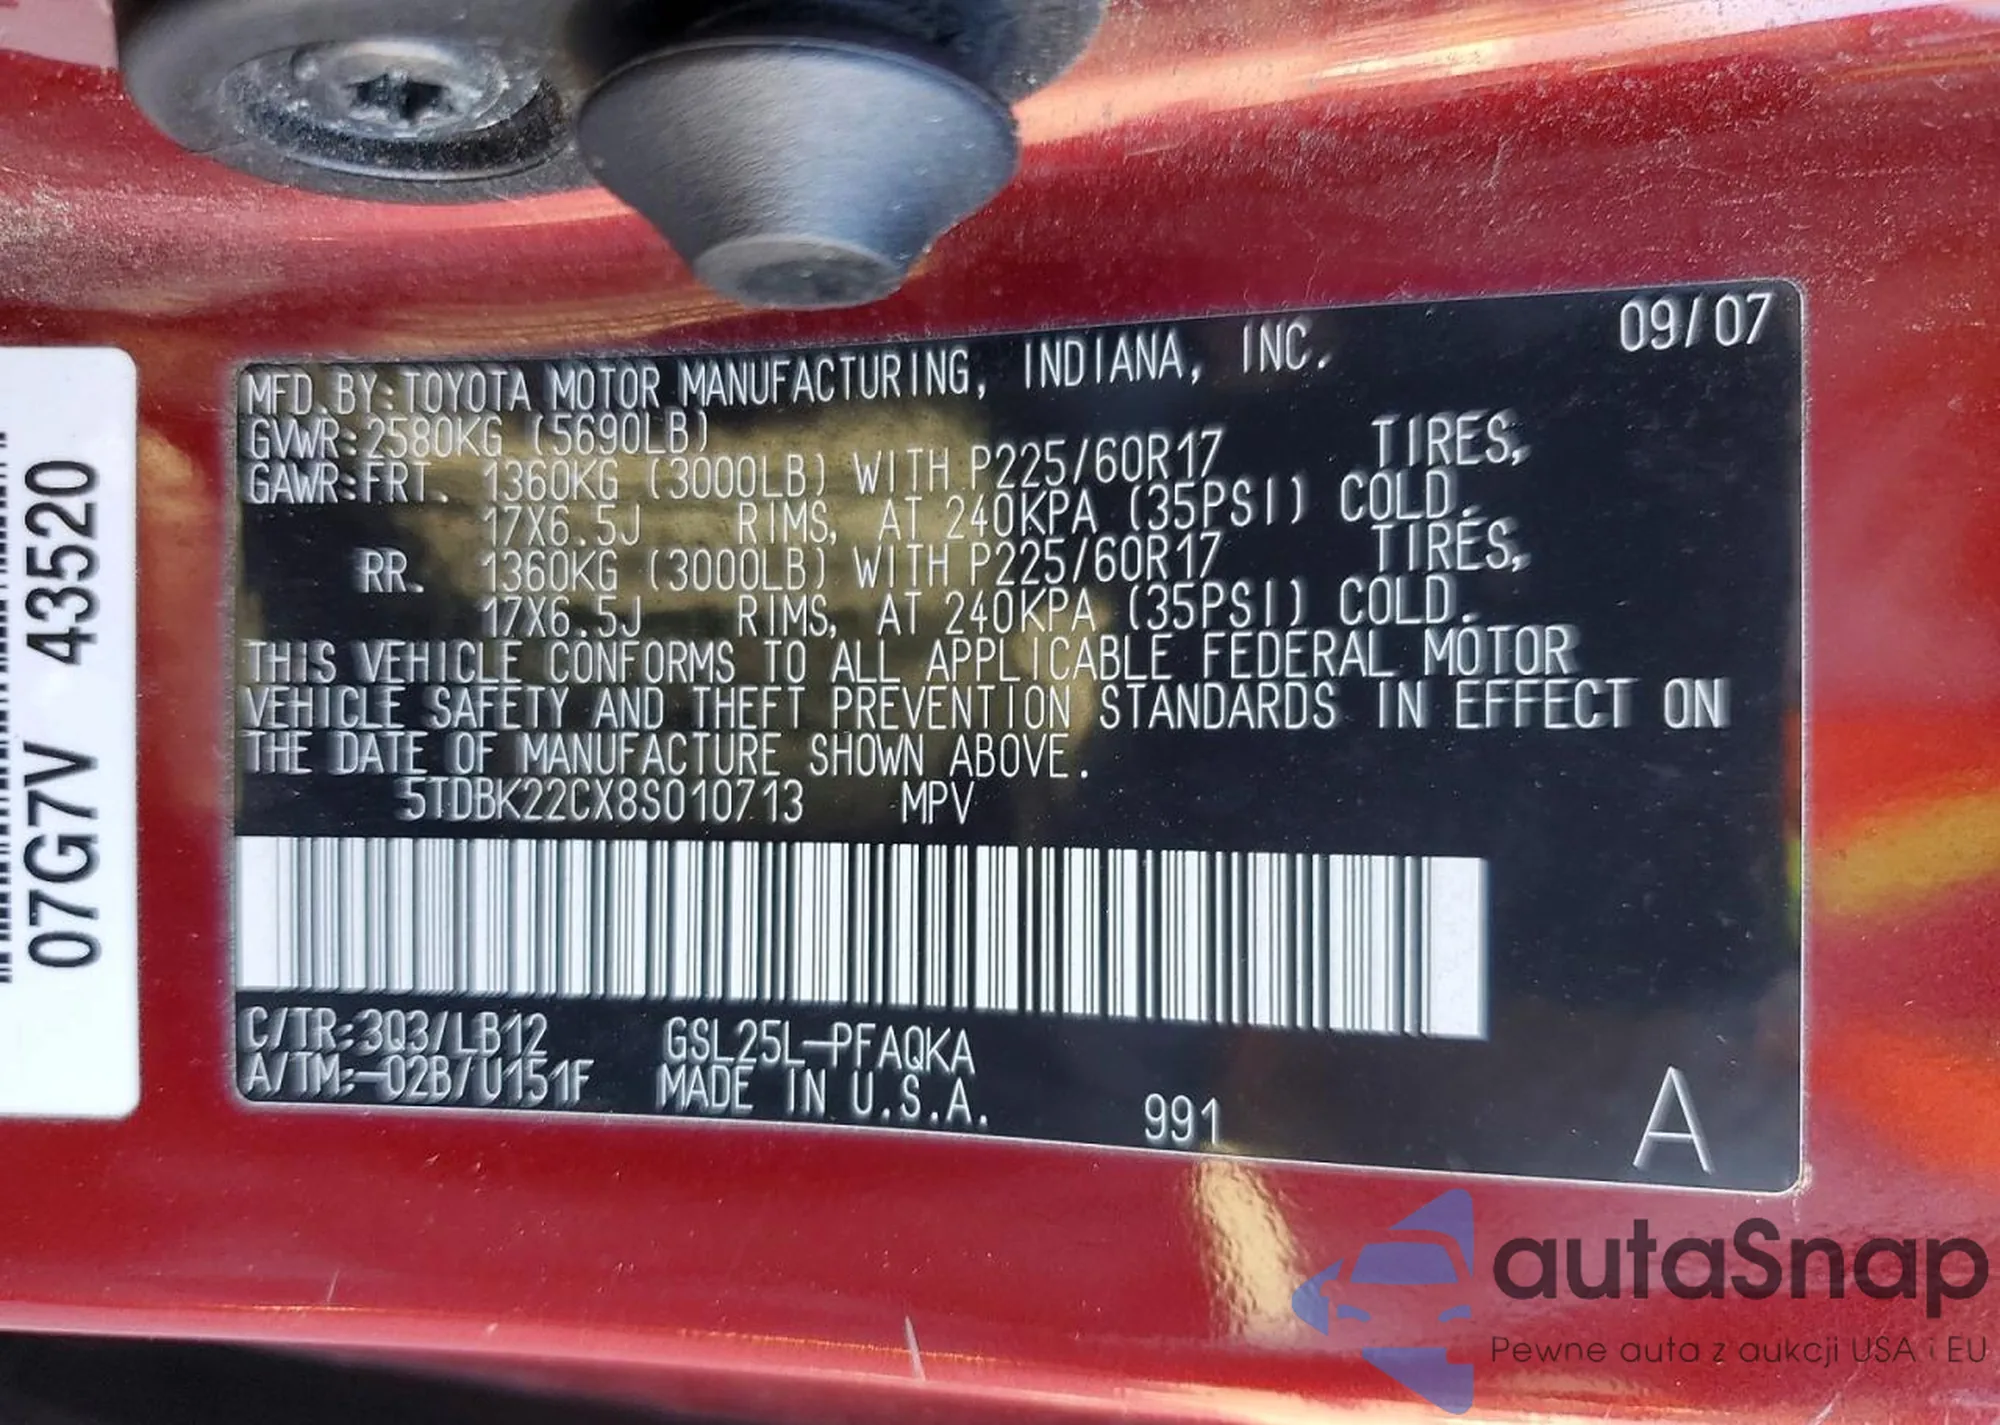 07G7V 43520
09/07
MFD.BY:TOYOTA MOTOR MANUFACTURING, INDIANA, INC.
GVWR:2580KG (5690LB)
GAWR:FRT. 1360KG (3000LB) WITH P225/60R17 TIRES,
17X6.5J RIMS, AT 240KPA (35PSI) COLD.
RR. 1360KG (3000LB) WITH P225/60R17 TIRES,
17X6.5J RIMS, AT 240KPA (35PSI) COLD.
THIS VEHICLE CONFORMS TO ALL APPLICABLE FEDERAL MOTOR
VEHICLE SAFETY AND THEFT PREVENTION STANDARDS IN EFFECT ON
THE DATE OF MANUFACTURE SHOWN ABOVE.
5TDBK22CX8S010713 MPV
C/TR:3Q3/LB12 GSL25L-PFAQKA
A/TM:-02B/U151F MADE IN U.S.A.
991
A
autaSnap
Pewne auta z aukcji USA i EU